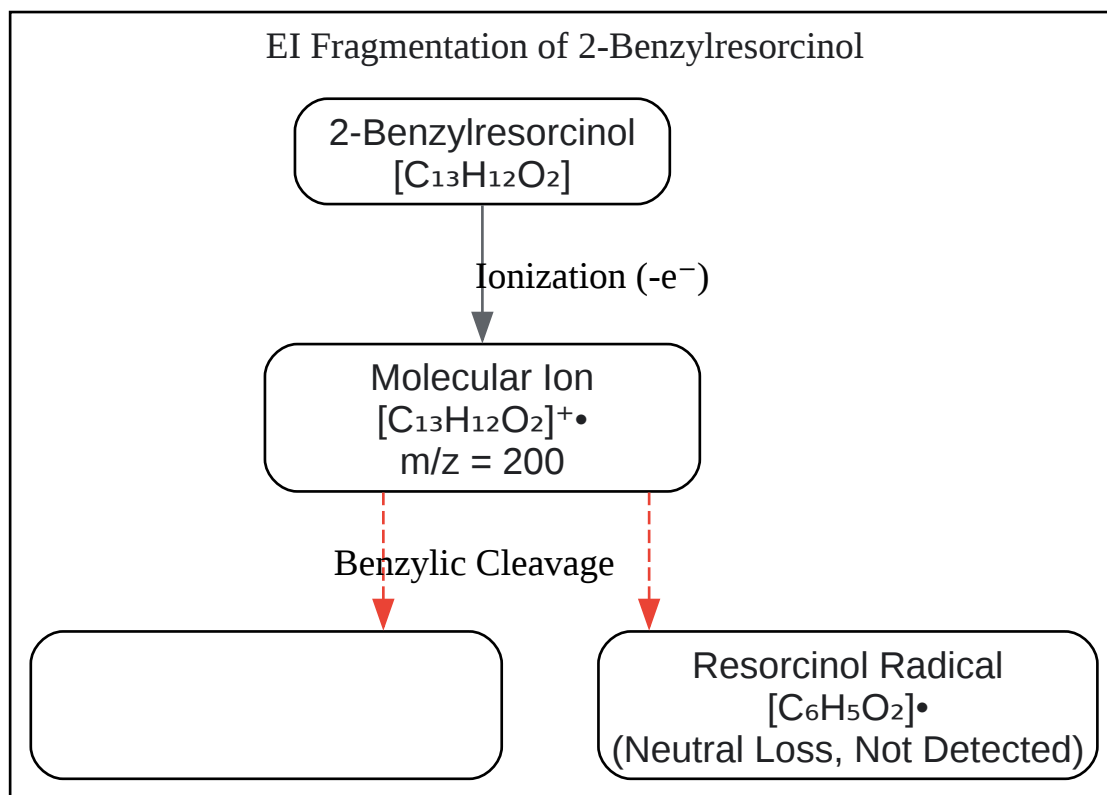 EI Fragmentation of 2-Benzylresorcinol
2-Benzylresorcinol
[C₁₃H₁₂O₂]
Ionization (-e⁻)
Molecular Ion
[C₁₃H₁₂O₂]⁺•
m/z = 200
Benzylic Cleavage
Resorcinol Radical
[C₆H₅O₂]•
(Neutral Loss, Not Detected)